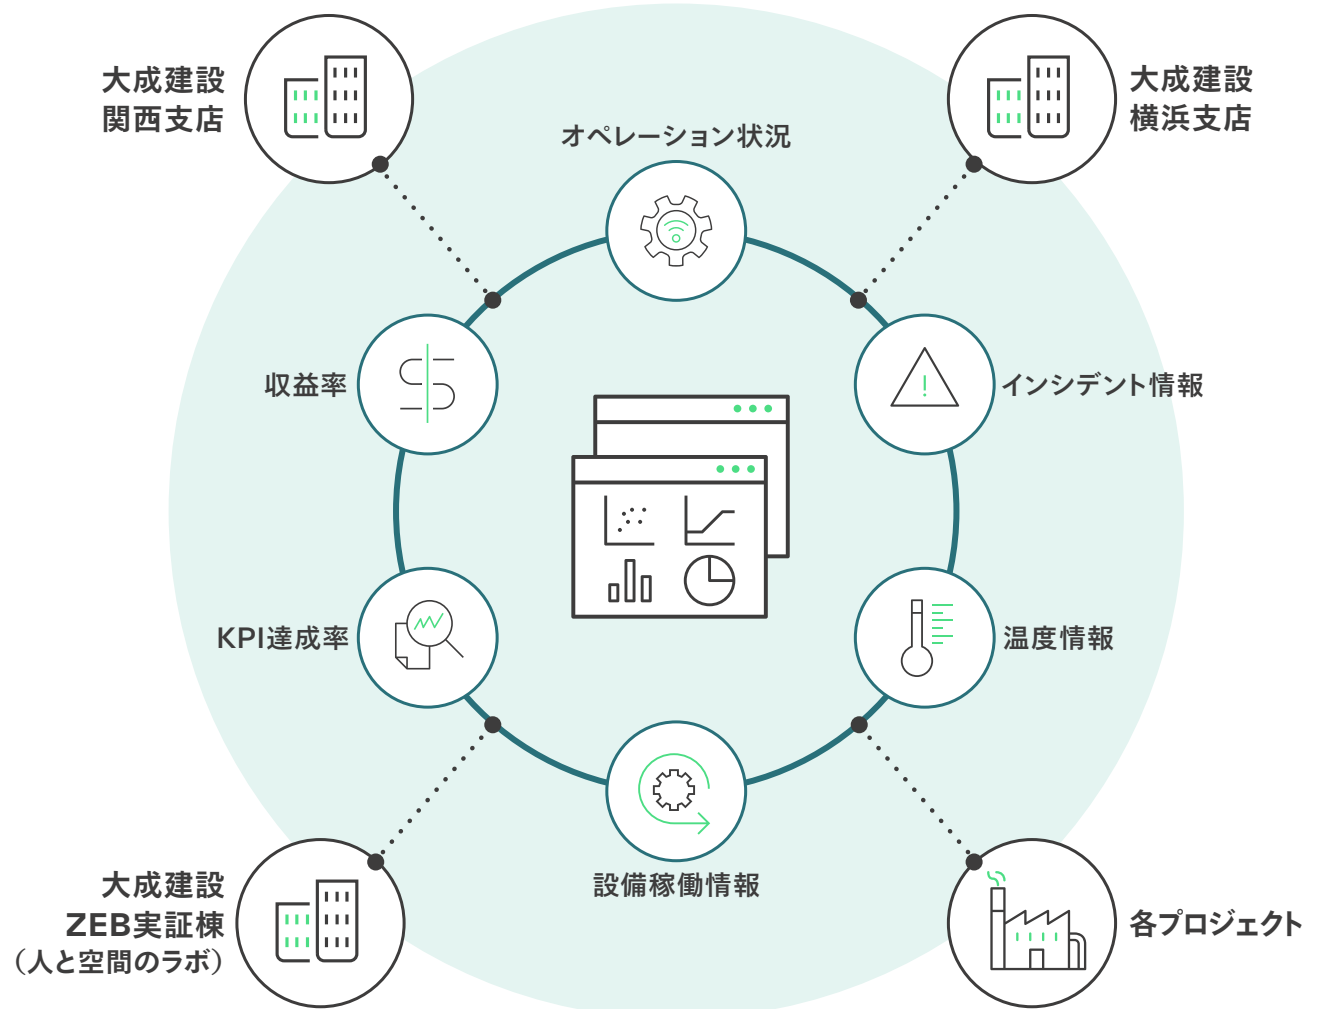 大成建設
関西支店
大成建設
横浜支店
オペレーション状況
収益率
インシデント情報
KPI達成率
温度情報
設備稼働情報
大成建設
ZEB実証棟
（人と空間のラボ）
各プロジェクト